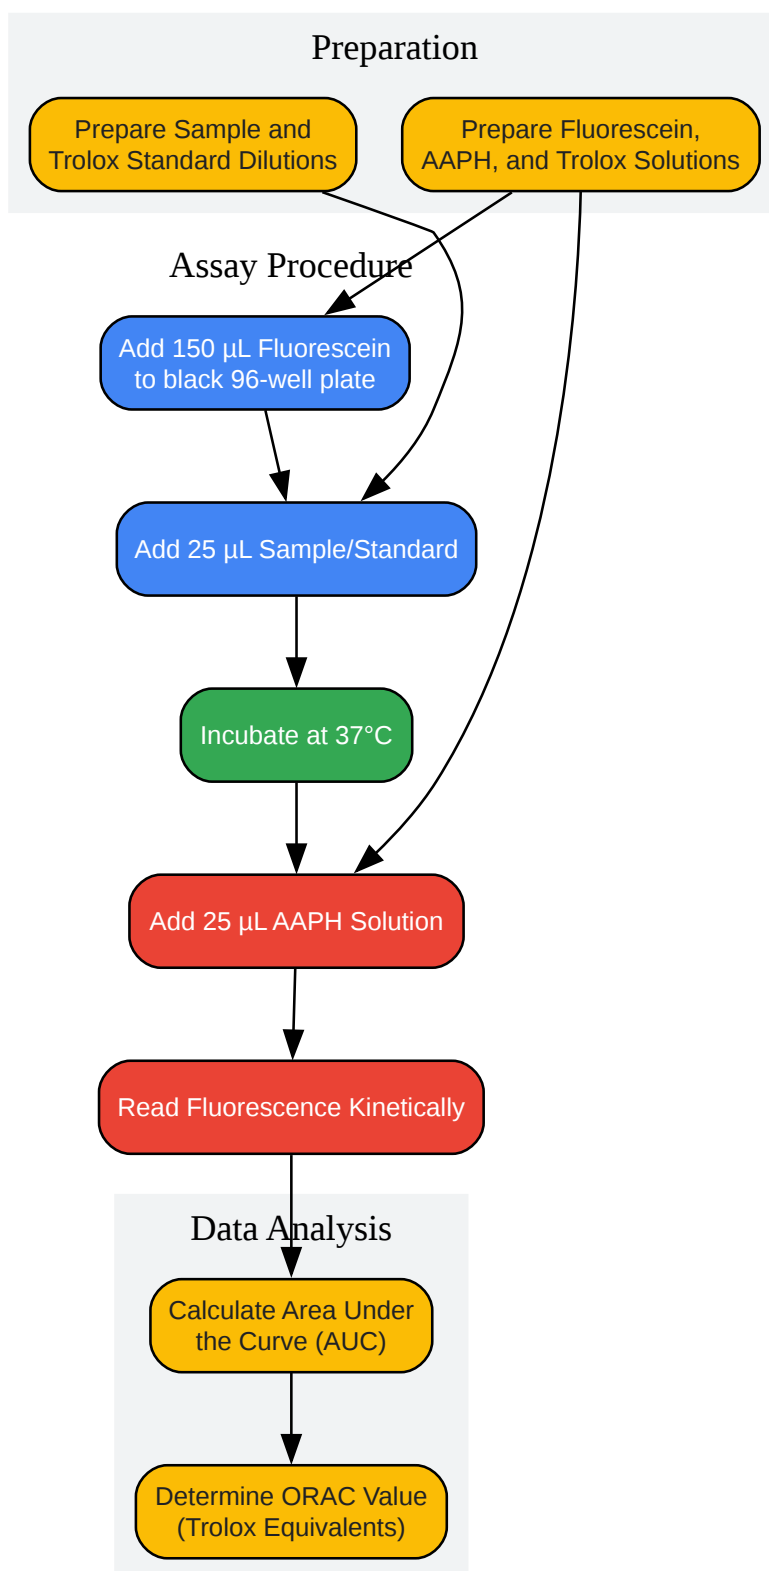 Preparation
Prepare Sample and
Trolox Standard Dilutions
Prepare Fluorescein,
AAPH, and Trolox Solutions
Assay Procedure
Add 150 µL Fluorescein
to black 96-well plate
Add 25 µL Sample/Standard
Incubate at 37°C
Add 25 µL AAPH Solution
Read Fluorescence Kinetically
Data Analysis
Calculate Area Under
the Curve (AUC)
Determine ORAC Value
(Trolox Equivalents)